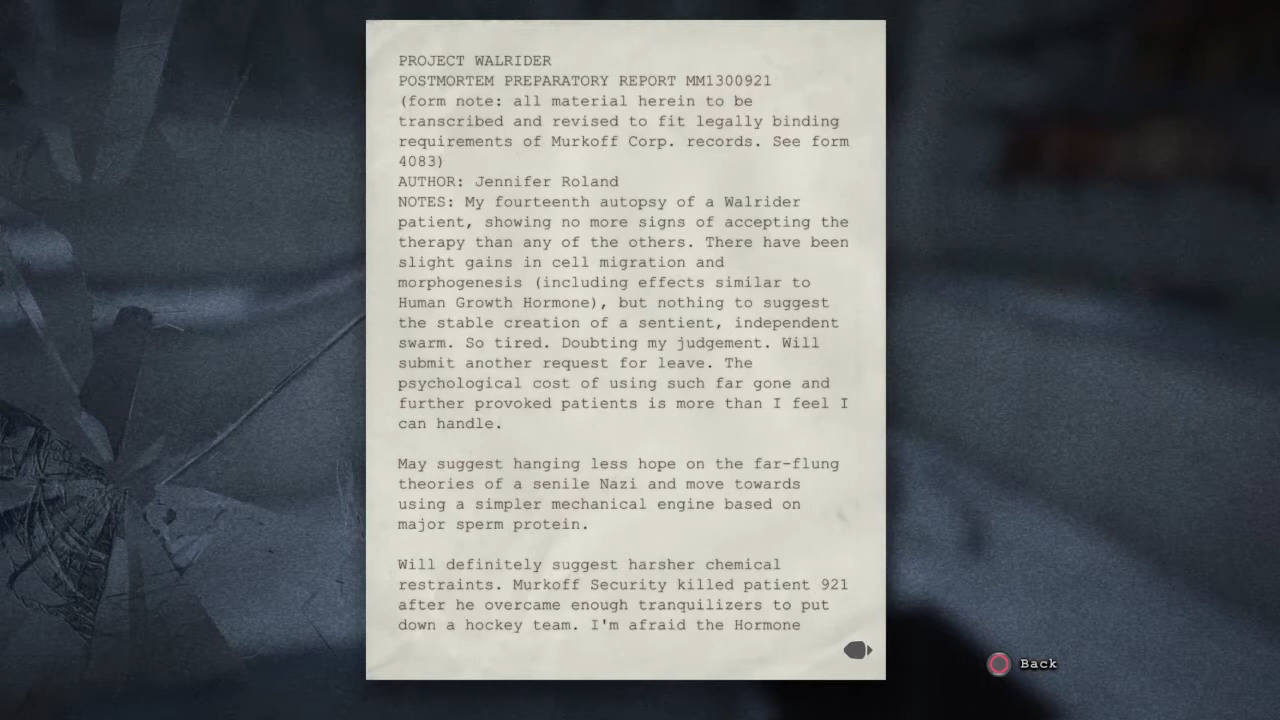 PROJECT WALRIDER
POSTMORTEM PREPARATORY REPORT MM1300921
(form note: all material herein to be
transcribed and revised to fit legally binding
requirements of Murkoff Corp. records. See form
4083)
AUTHOR: Jennifer Roland
NOTES: My fourteenth autopsy of a Walrider
patient, showing no more signs of accepting the
therapy than any of the others. There have been
slight gains in cell migration and
morphogenesis (including effects similar to
Human Growth Hormone), but nothing to suggest
the stable creation of a sentient, independent
swarm. So tired. Doubting my judgement. Will
submit another request for leave. The
psychological cost of using such far gone and
further provoked patients is more than I feel I
can handle.
May suggest hanging less hope on the far-flung
theories of a senile Nazi and move towards
using a simpler mechanical engine based on
major sperm protein.
Will definitely suggest harsher chemical
restraints. Murkoff Security killed patient 921
after he overcame enough tranquilizers to put
down a hockey team. I'm afraid the Hormone
Back